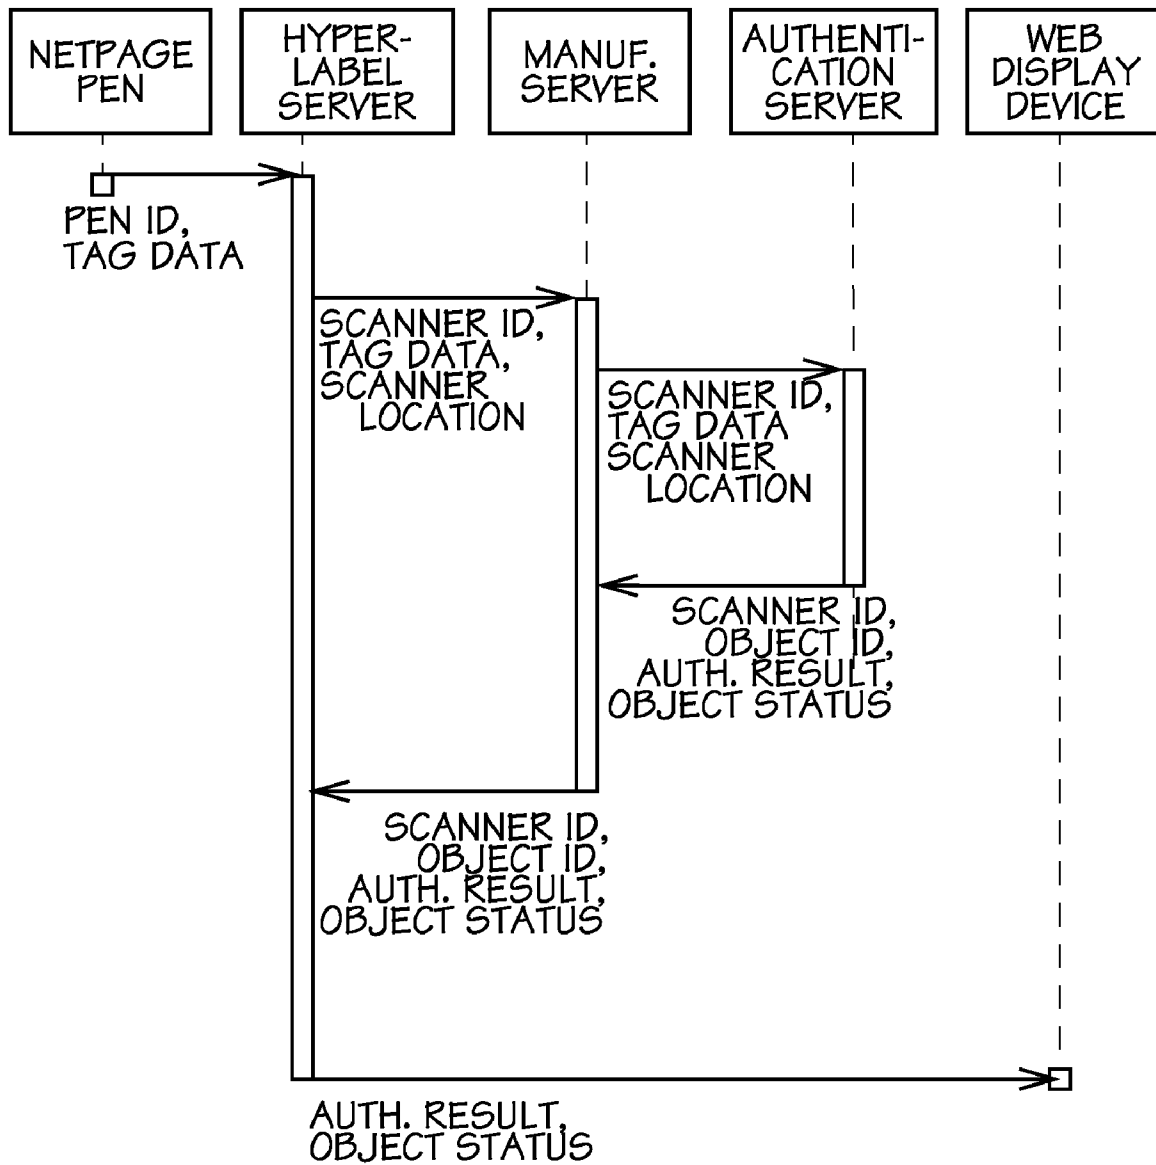 NETPAGE
PEN
HYPER-
LABEL
SERVER
MANUF.
SERVER
AUTHENTI-
CATION
SERVER
WEB
DISPLAY
DEVICE
PEN ID,
TAG DATA
SCANNER ID,
TAG DATA,
SCANNER
LOCATION
SCANNER ID,
TAG DATA
SCANNER
LOCATION
SCANNER ID,
OBJECT ID,
AUTH. RESULT,
OBJECT STATUS
SCANNER ID,
OBJECT ID,
AUTH. RESULT,
OBJECT STATUS
AUTH. RESULT,
OBJECT STATUS